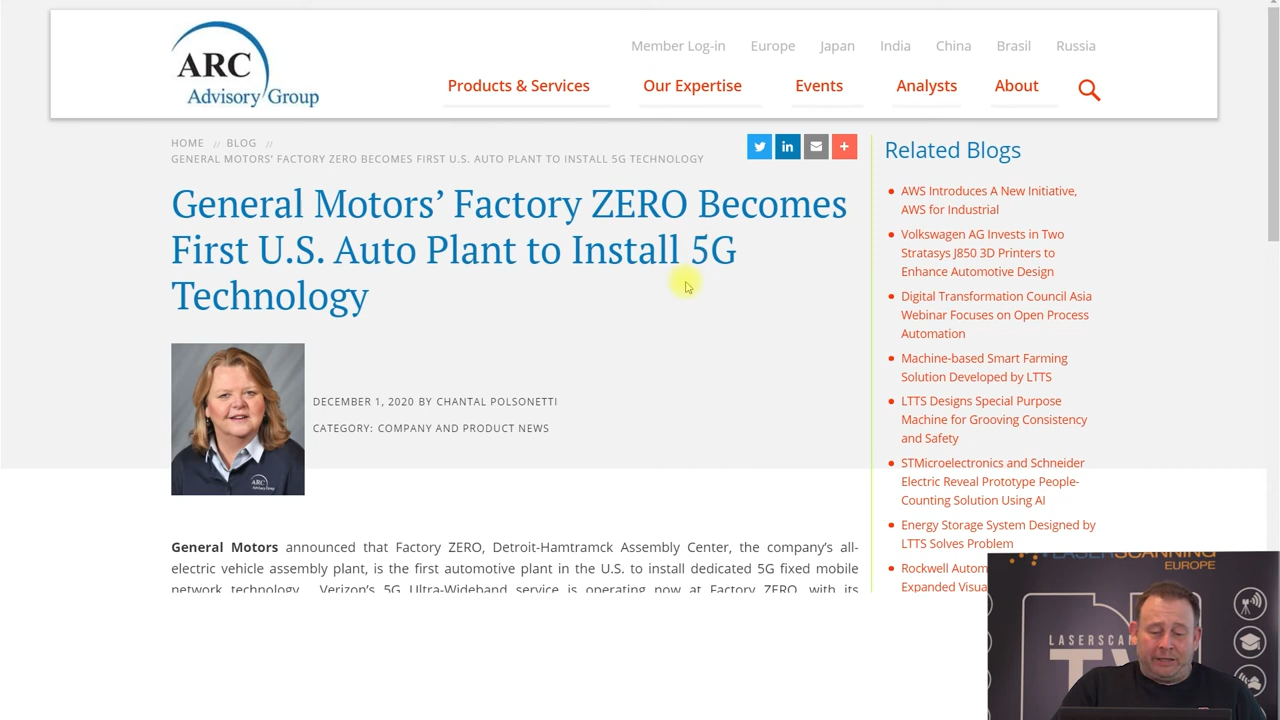 ARC
Advisory Group
Member Log-in Europe Japan India China Brasil Russia
Products & Services Our Expertise Events Analysts About
HOME // BLOG //
GENERAL MOTORS' FACTORY ZERO BECOMES FIRST U.S. AUTO PLANT TO INSTALL 5G TECHNOLOGY
General Motors’ Factory ZERO Becomes
First U.S. Auto Plant to Install 5G
Technology
ARC
Advisory Group
DECEMBER 1, 2020 BY CHANTAL POLSONETTI
CATEGORY: COMPANY AND PRODUCT NEWS
General Motors announced that Factory ZERO, Detroit-Hamtramck Assembly Center, the company’s all-
electric vehicle assembly plant, is the first automotive plant in the U.S. to install dedicated 5G fixed mobile
network technology. Verizon’s 5G Ultra-Wideband service is operating now at Factory ZERO, with its
Related Blogs
AWS Introduces A New Initiative,
AWS for Industrial
Volkswagen AG Invests in Two
Stratasys J850 3D Printers to
Enhance Automotive Design
Digital Transformation Council Asia
Webinar Focuses on Open Process
Automation
Machine-based Smart Farming
Solution Developed by LTTS
LTTS Designs Special Purpose
Machine for Grooving Consistency
and Safety
STMicroelectronics and Schneider
Electric Reveal Prototype People-
Counting Solution Using AI
Energy Storage System Designed by
LTTS Solves Problem
Rockwell Autom
Expanded Visua
LASERSCANNING
EUROPE
LASERSCA
TV